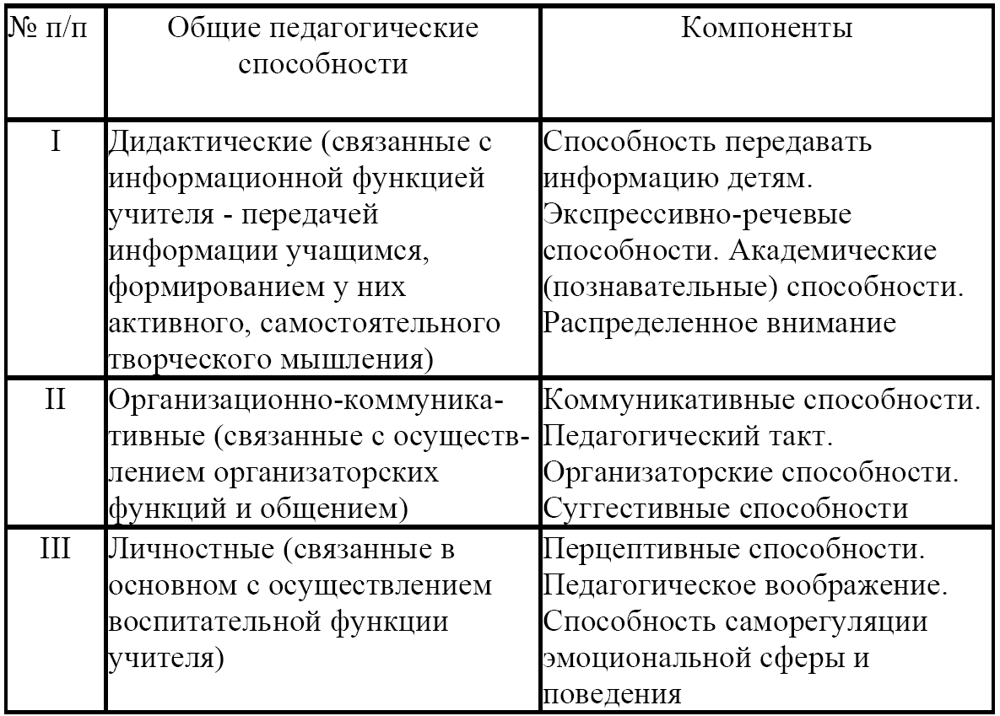 № п/п
Общие педагогические
способности
Компоненты
I
Дидактические (связанные с
информационной функцией
учителя - передачей
информации учащимся,
формированием у них
активного, самостоятельного
творческого мышления)
Способность передавать
информацию детям.
Экспрессивно-речевые
способности. Академические
(познавательные) способности.
Распределенное внимание
II
Организационно-коммуника-
тивные (связанные с осуществ-
лением организаторских
функций и общением)
Коммуникативные способности.
Педагогический такт.
Организаторские способности.
Суггестивные способности
III
Личностные (связанные в
основном с осуществлением
воспитательной функции
учителя)
Перцептивные способности.
Педагогическое воображение.
Способность саморегуляции
эмоциональной сферы и
поведения